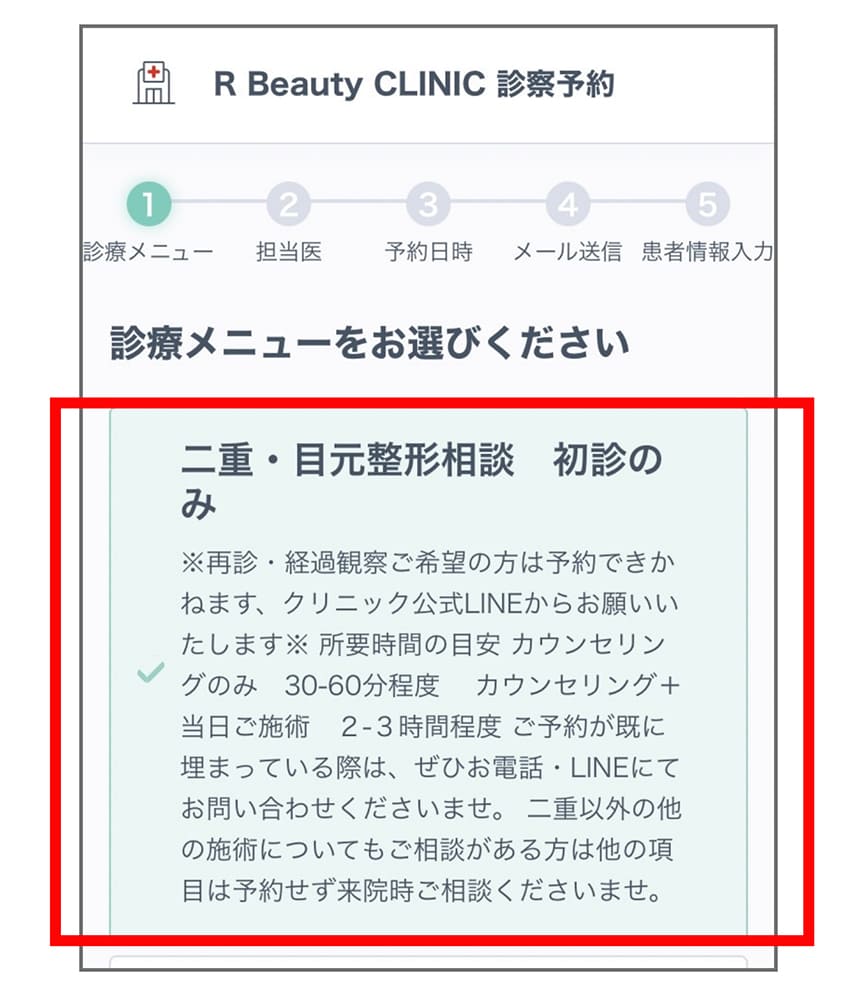 R Beauty CLINIC 診察予約
1 2 3 4 5
診療メニュー 担当医 予約日時 メール送信 患者情報入力
診療メニューをお選びください
二重・目元整形相談　初診の
み
※再診・経過観察ご希望の方は予約できか
ねます、クリニック公式LINEからお願いい
たします※ 所要時間の目安 カウンセリン
グのみ　30-60分程度　 カウンセリング＋
当日ご施術　２-３時間程度 ご予約が既に
埋まっている際は、ぜひお電話・LINEにて
お問い合わせくださいませ。 二重以外の他
の施術についてもご相談がある方は他の項
目は予約せず来院時ご相談くださいませ。